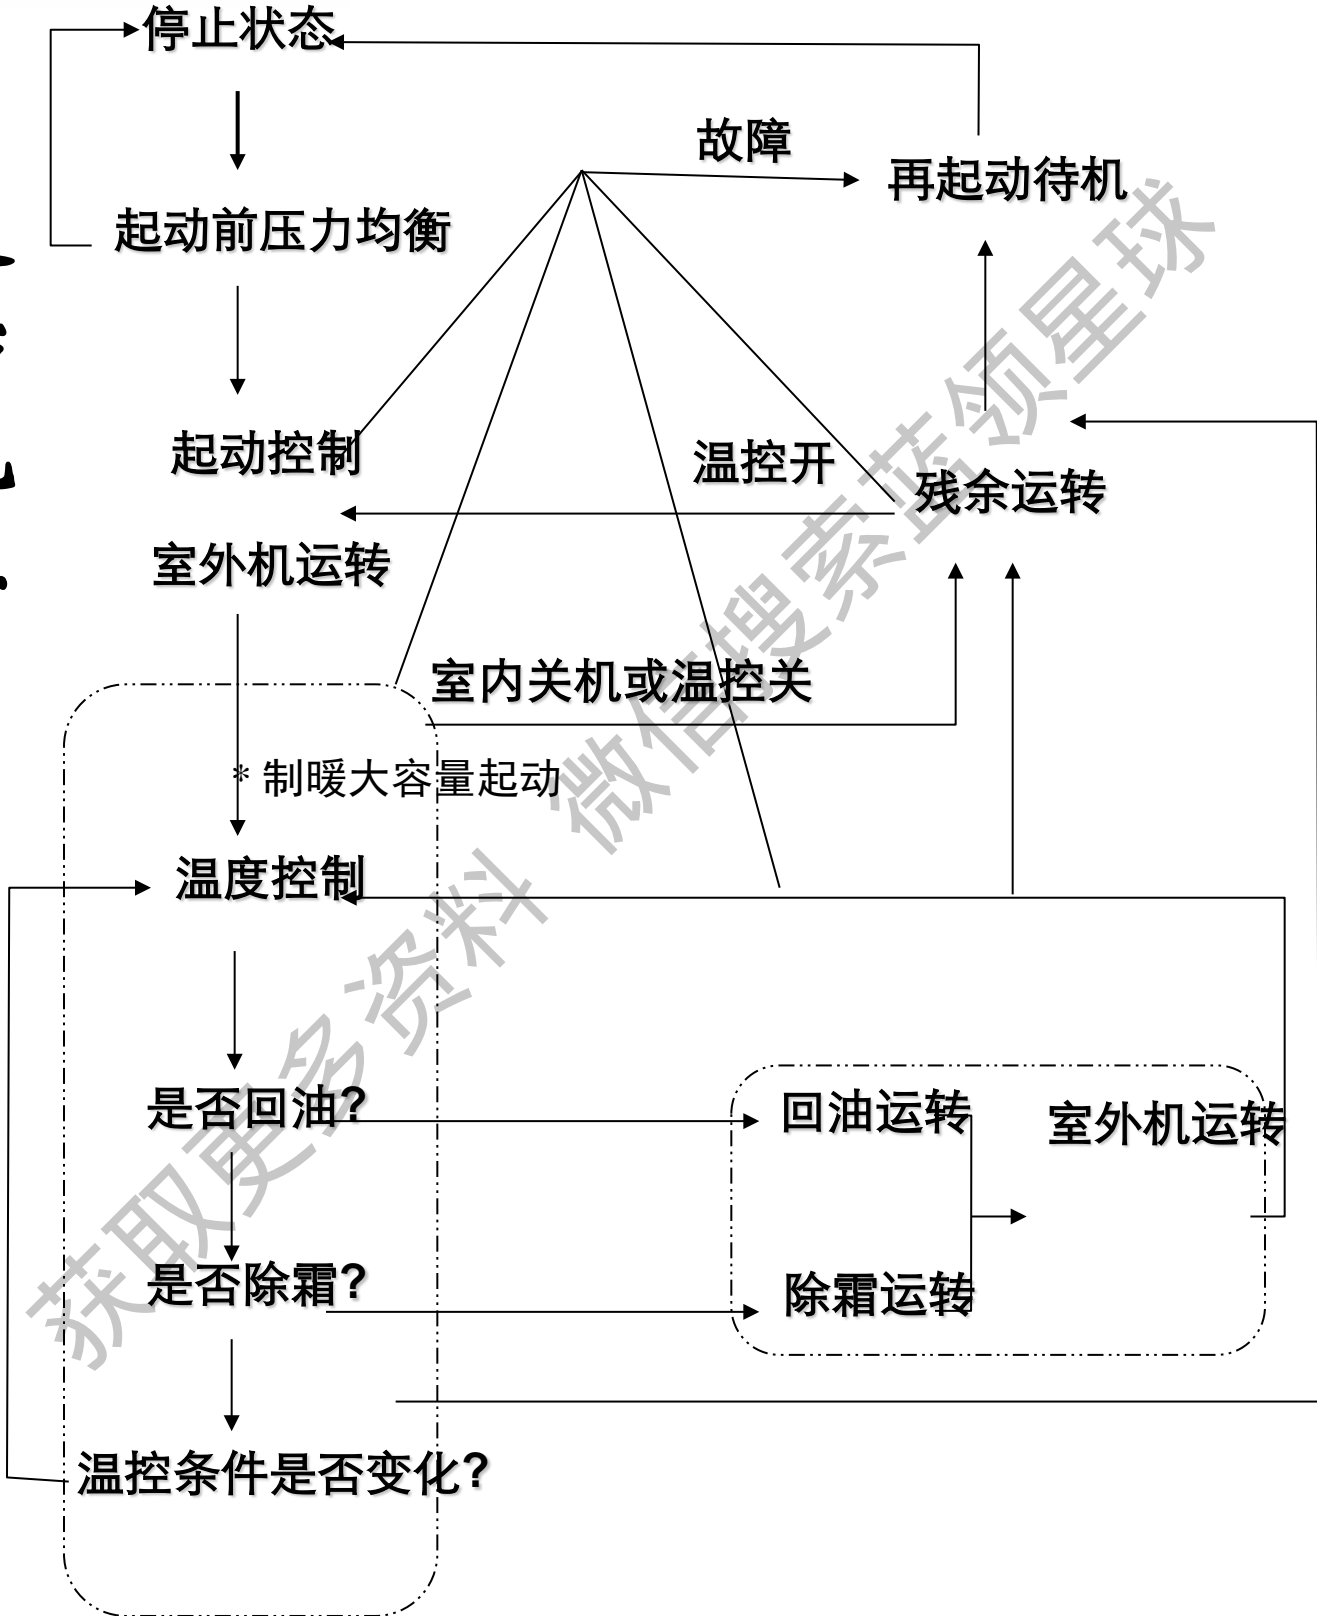 停止状态
故障
再起动待机
起动前压力均衡
起动控制
温控开
残余运转
室外机运转
室内关机或温控关
* 制暖大容量起动
温度控制
是否回油?
回油运转
室外机运转
是否除霜?
除霜运转
温控条件是否变化?
获取更多资料 微信搜索蓝领星球